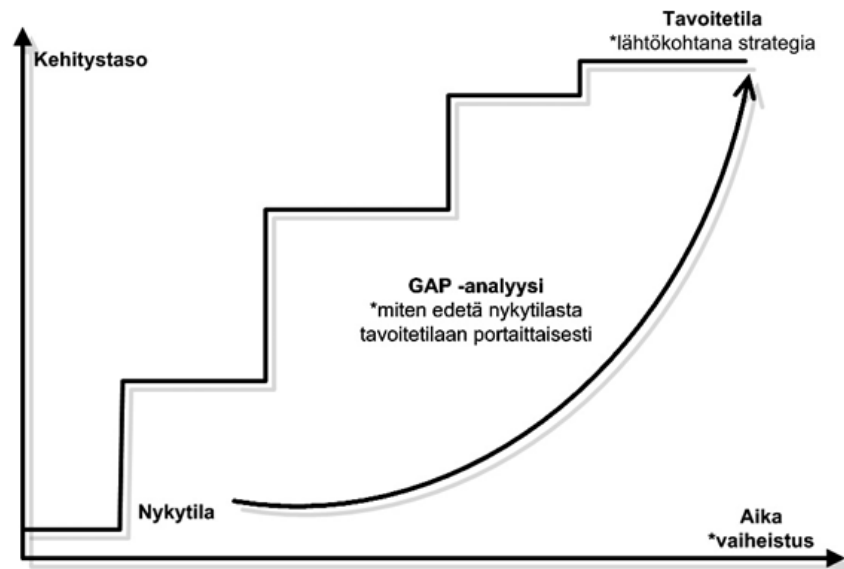 Tavoitetila
*lähtökohtana strategia
Kehitystaso
GAP -analyysi
*miten edetä nykytilasta
tavoitetilaan portaittaisesti
Nykytila
Aika
*vaiheistus